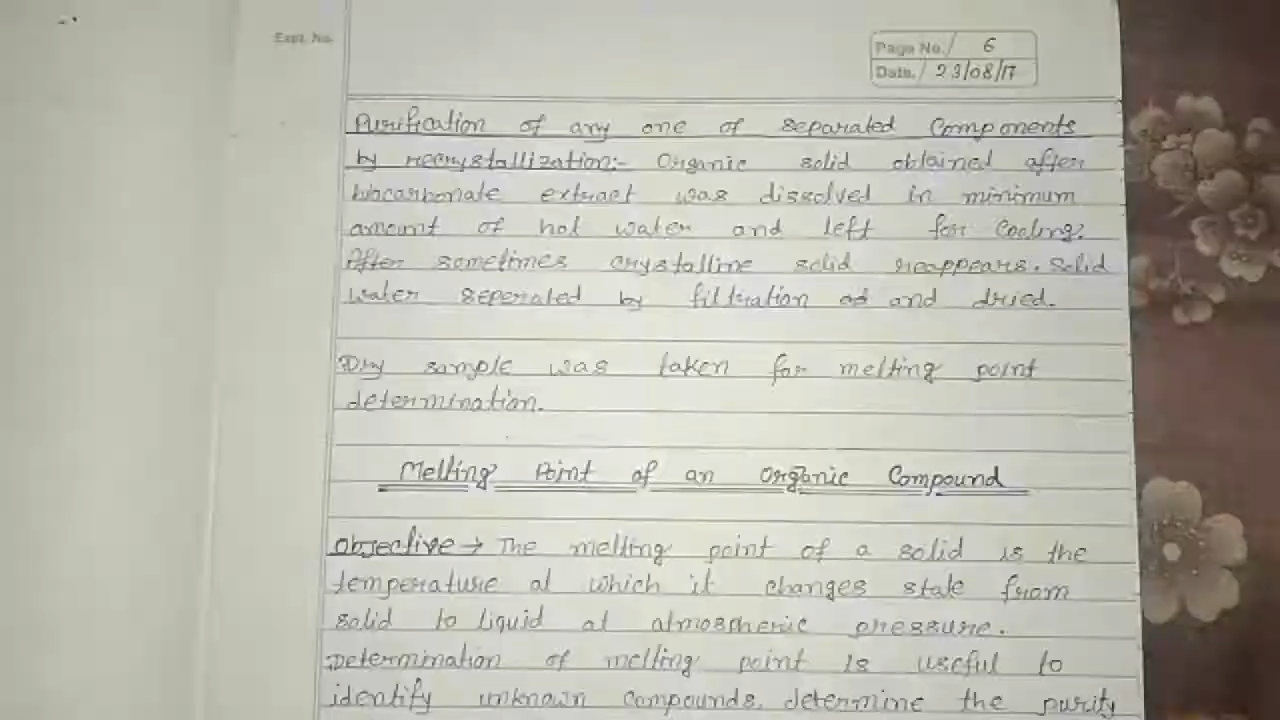 Expt. No.
Page No. 6
Date. 23/08/17
Purification of any one of separated Components
by recrystallization:- Organic solid obtained after
biocarbonate extract was dissolved in minimum
amount of hot water and left for Cooling.
After sometimes crystalline solid reappears. Solid
water seperated by filtration and dried.
Dry sample was taken for melting point
determination.
Melting Point of an Organic Compound
Objective → The melting point of a solid is the
temperature at which it changes state from
solid to liquid at atmospheric pressure.
Determination of melting point is useful to
identify unknown compounds, determine the purity